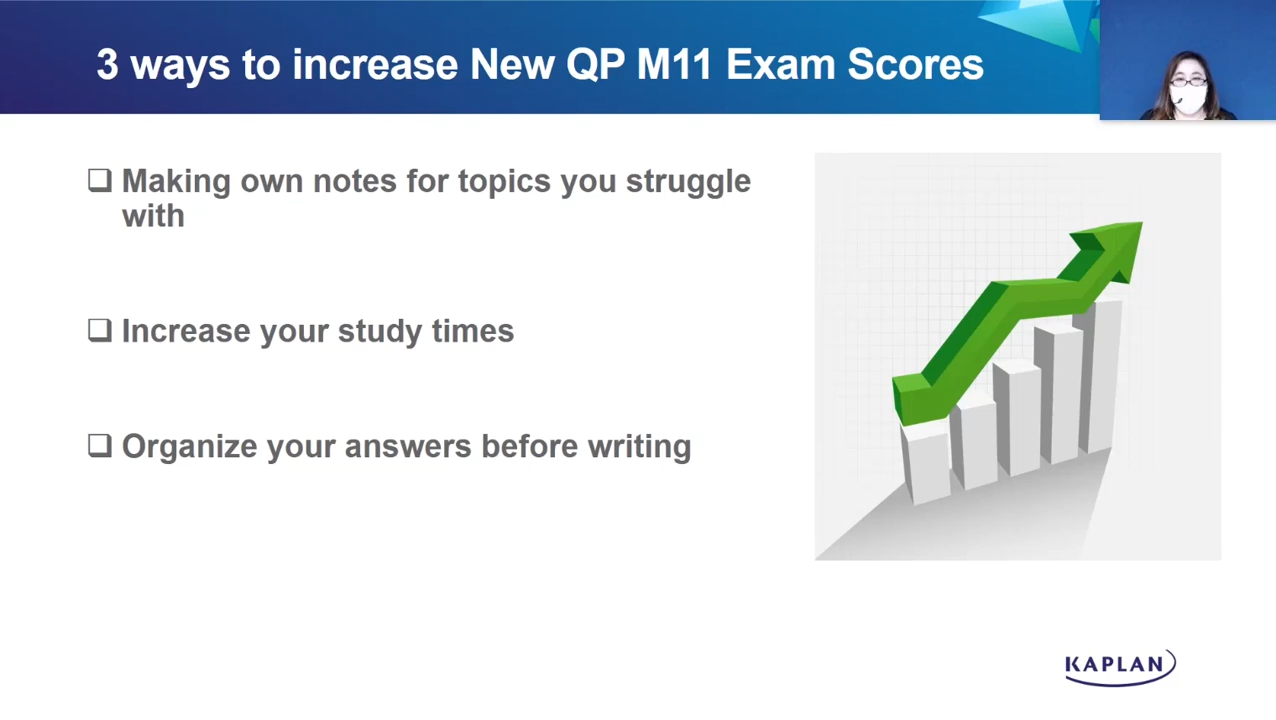 3 ways to increase New QP M11 Exam Scores
Making own notes for topics you struggle
with
Increase your study times
Organize your answers before writing
KAPLAN